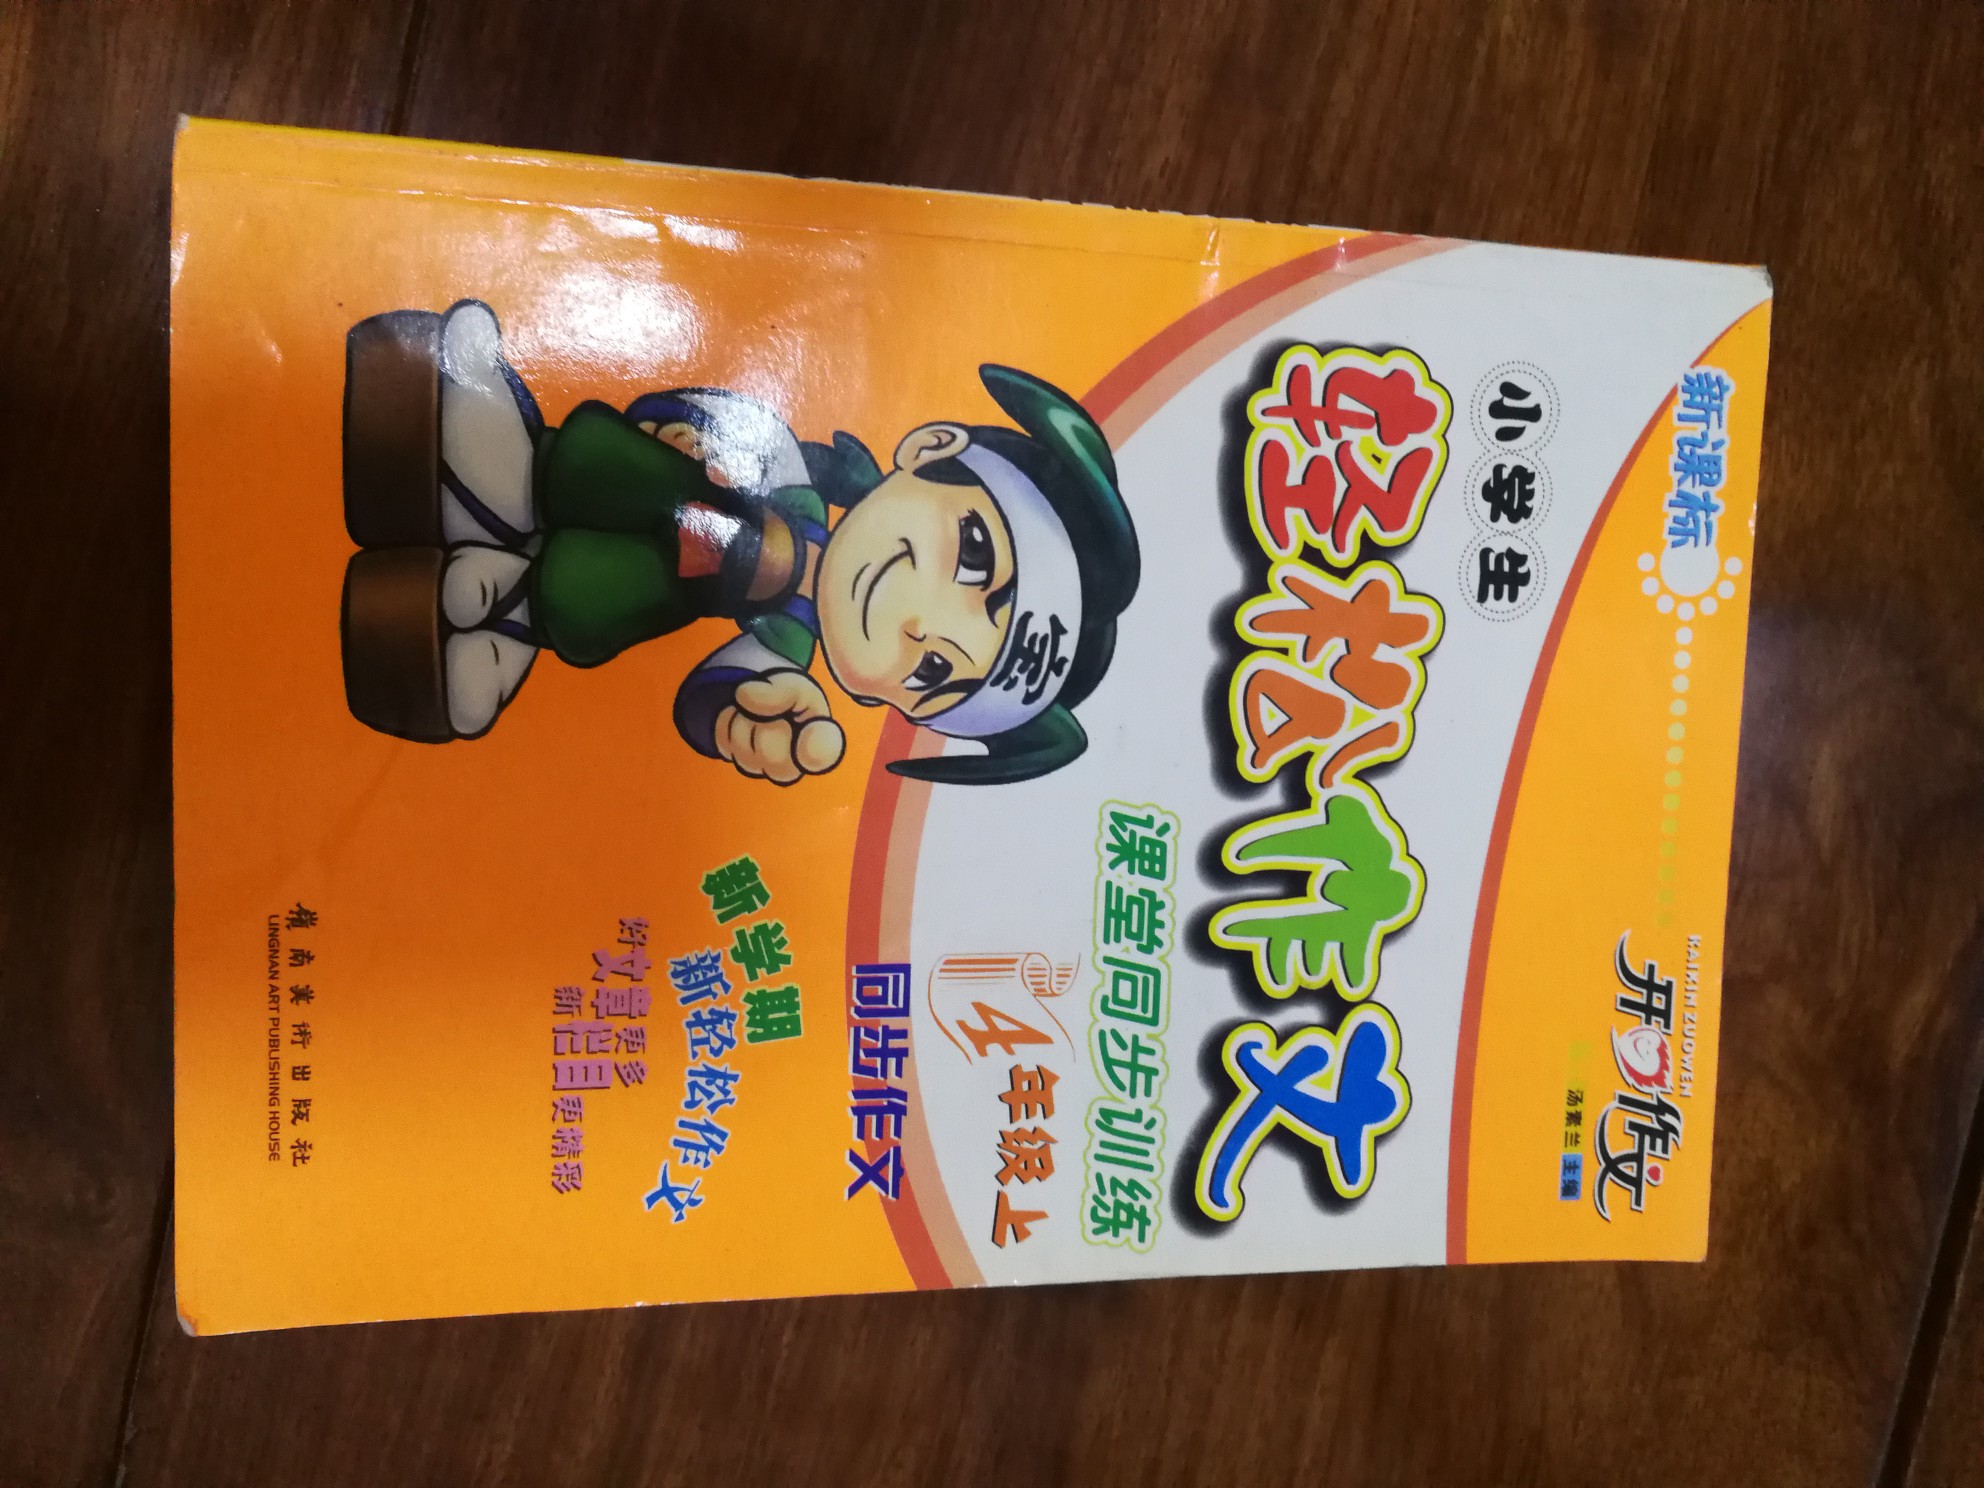 新课标
KAIXIN ZUOWEN
开心作文
汤素兰 主编
小学生
轻松作文
课堂同步训练
4年级上
同步作文
宝
新学期
新轻松作文
好文章更多
新栏目更精彩
嶺南美術出版社
LINGNAN ART PUBLISHING HOUSE